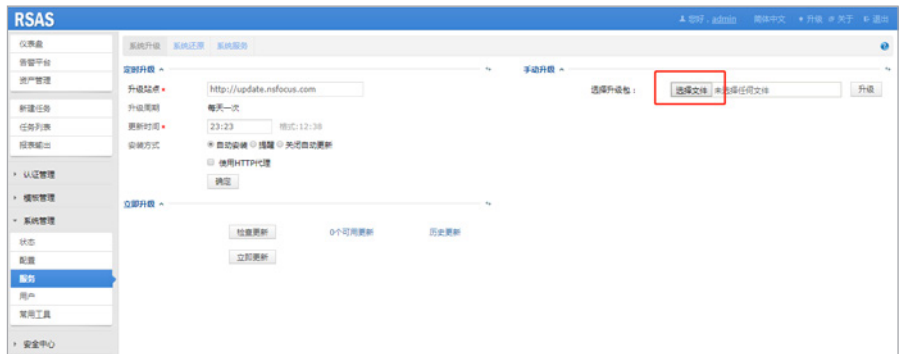 RSAS
您好，admin 简体中文 升级 关于 退出
仪表盘
告警平台
资产管理
新建任务
任务列表
报表输出
认证管理
模板管理
系统管理
状态
配置
服务
用户
常用工具
安全中心
系统升级 系统还原 系统服务
定时升级
升级站点 * http://update.nsfocus.com
升级周期 每天一次
更新时间 * 23:23 格式:12:38
安装方式 自动安装 提醒 关闭自动更新
使用HTTP代理
确定
立即升级
检查更新 0个可用更新 历史更新
立即更新
手动升级
选择升级包： 选择文件 未选择任何文件 升级